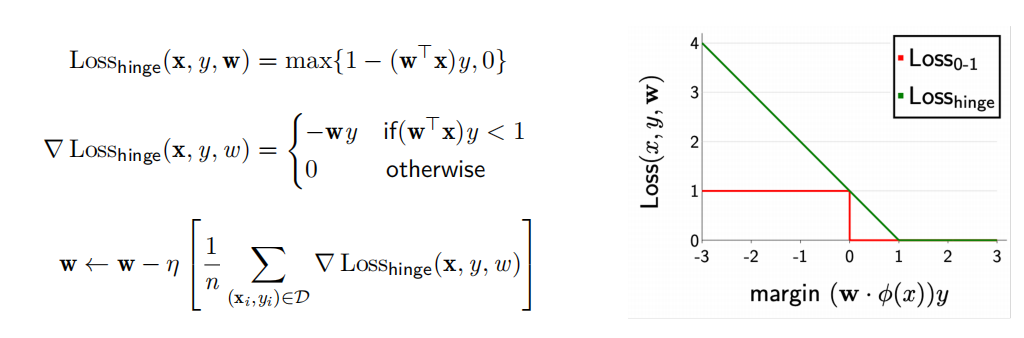 Loss_hinge(x, y, w) = max{1 − (w^⊤x)y, 0}
∇ Loss_hinge(x, y, w) = { −wy if(w^⊤x)y < 1
0 otherwise
w ← w − η [ 1/n ∑_{(x_i,y_i)∈D} ∇ Loss_hinge(x, y, w) ]
Loss(x, y, w)
4
3
2
1
0
-3 -2 -1 0 1 2 3
margin (w · ϕ(x))y
Loss_0-1
Loss_hinge